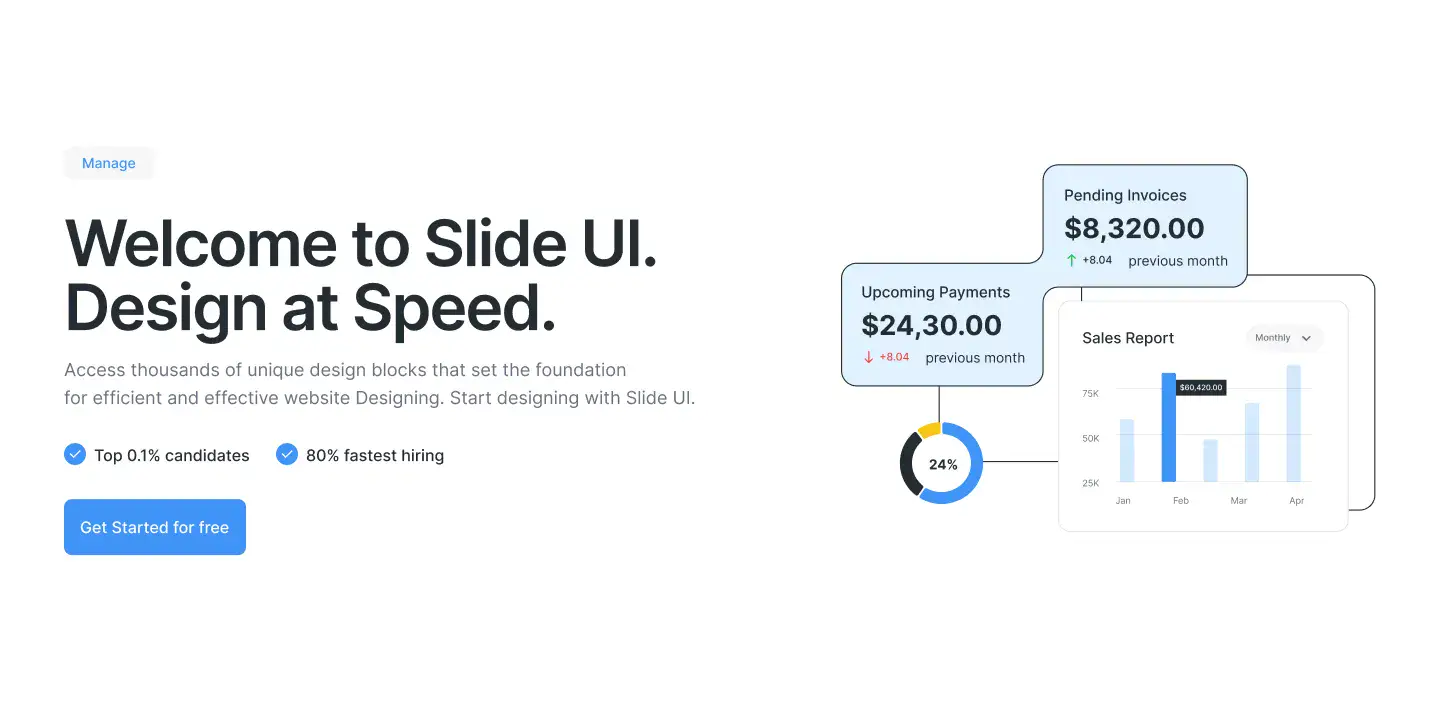 Manage
Welcome to Slide UI.
Design at Speed.
Access thousands of unique design blocks that set the foundation
for efficient and effective website Designing. Start designing with Slide UI.
Top 0.1% candidates
80% fastest hiring
Get Started for free
Pending Invoices
$8,320.00
+8.04 previous month
Upcoming Payments
$24,30.00
+8.04 previous month
24%
Sales Report
Monthly
$60,420.00
75K
50K
25K
Jan Feb Mar Apr